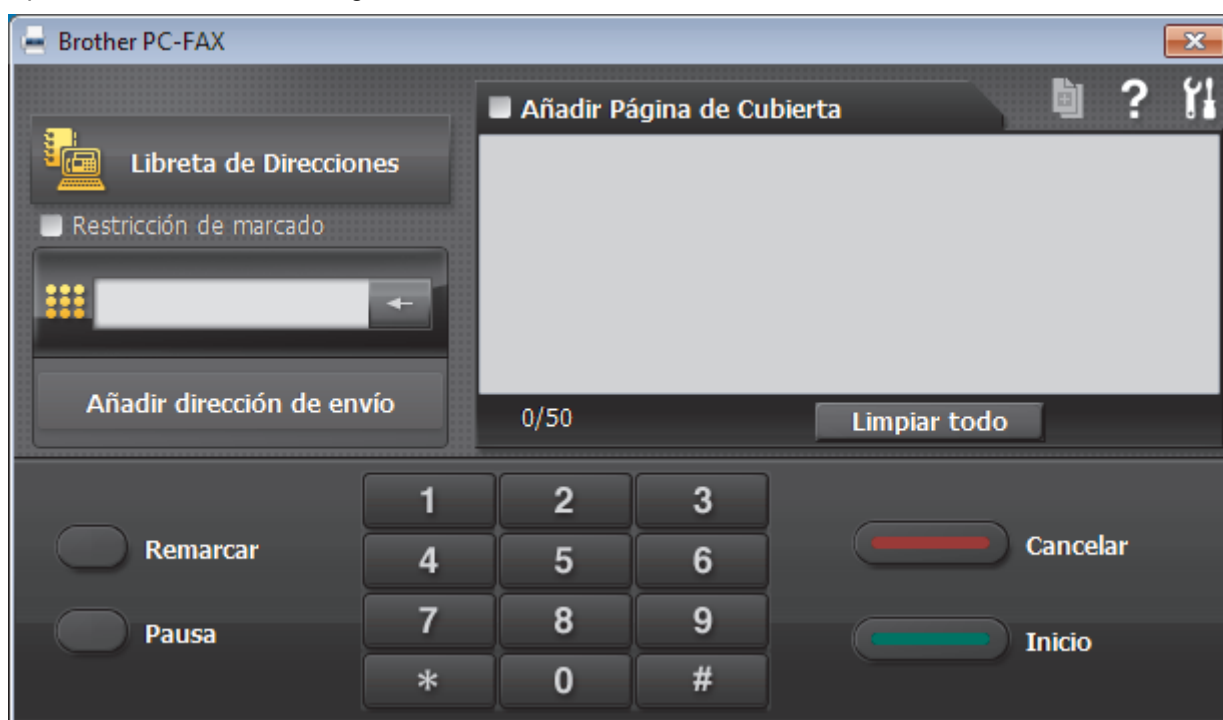 Brother PC-FAX
Añadir Página de Cubierta
?
Libreta de Direcciones
Restricción de marcado
Añadir dirección de envío
0/50
Limpiar todo
1 2 3
4 5 6
7 8 9
* 0 #
Remarcar
Pausa
Cancelar
Inicio